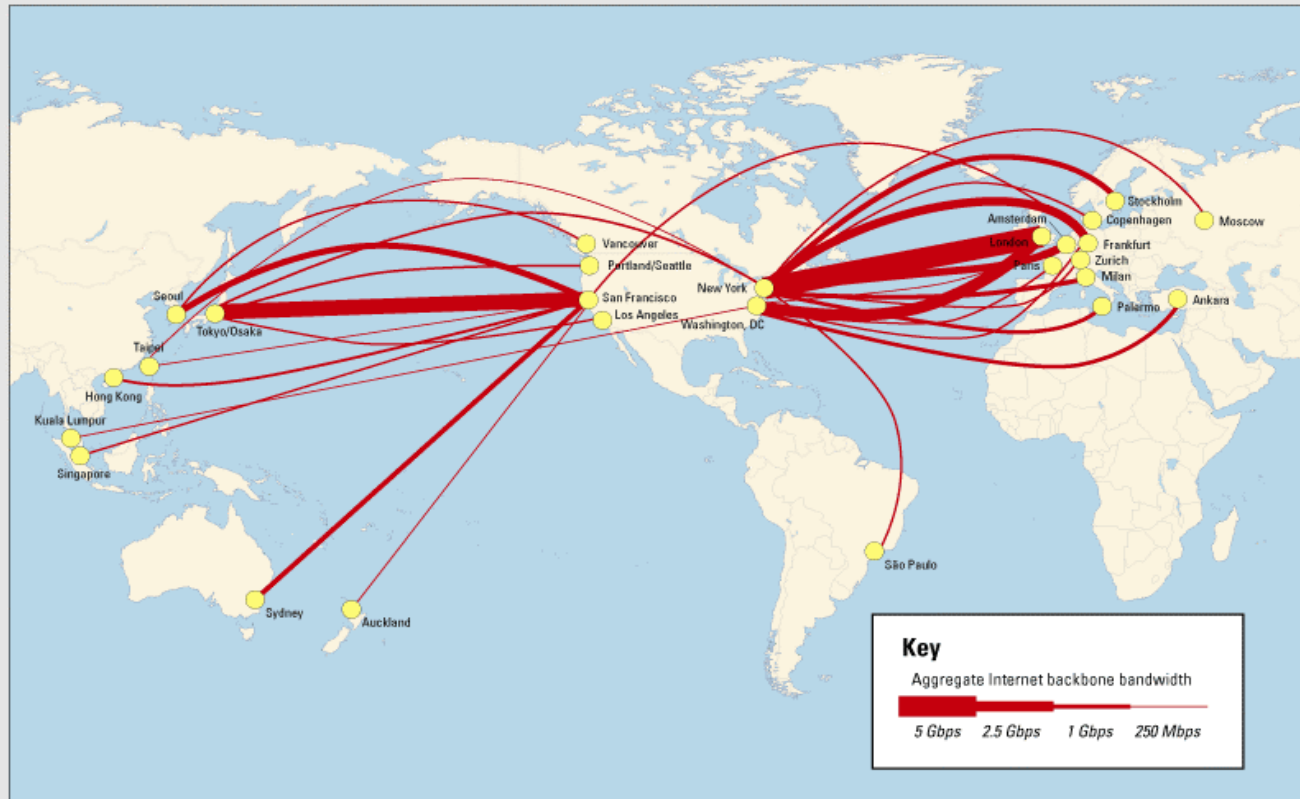 Stockholm
Amsterdam
Copenhagen
Moscow
London
Frankfurt
Vancouver
Zurich
Paris
Portland/Seattle
Milan
New York
Seoul
San Francisco
Ankara
Palermo
Los Angeles
Washington, DC
Tokyo/Osaka
Taipei
Hong Kong
Kuala Lumpur
Singapore
São Paulo
Sydney
Auckland
Key
Aggregate Internet backbone bandwidth
5 Gbps 2.5 Gbps 1 Gbps 250 Mbps